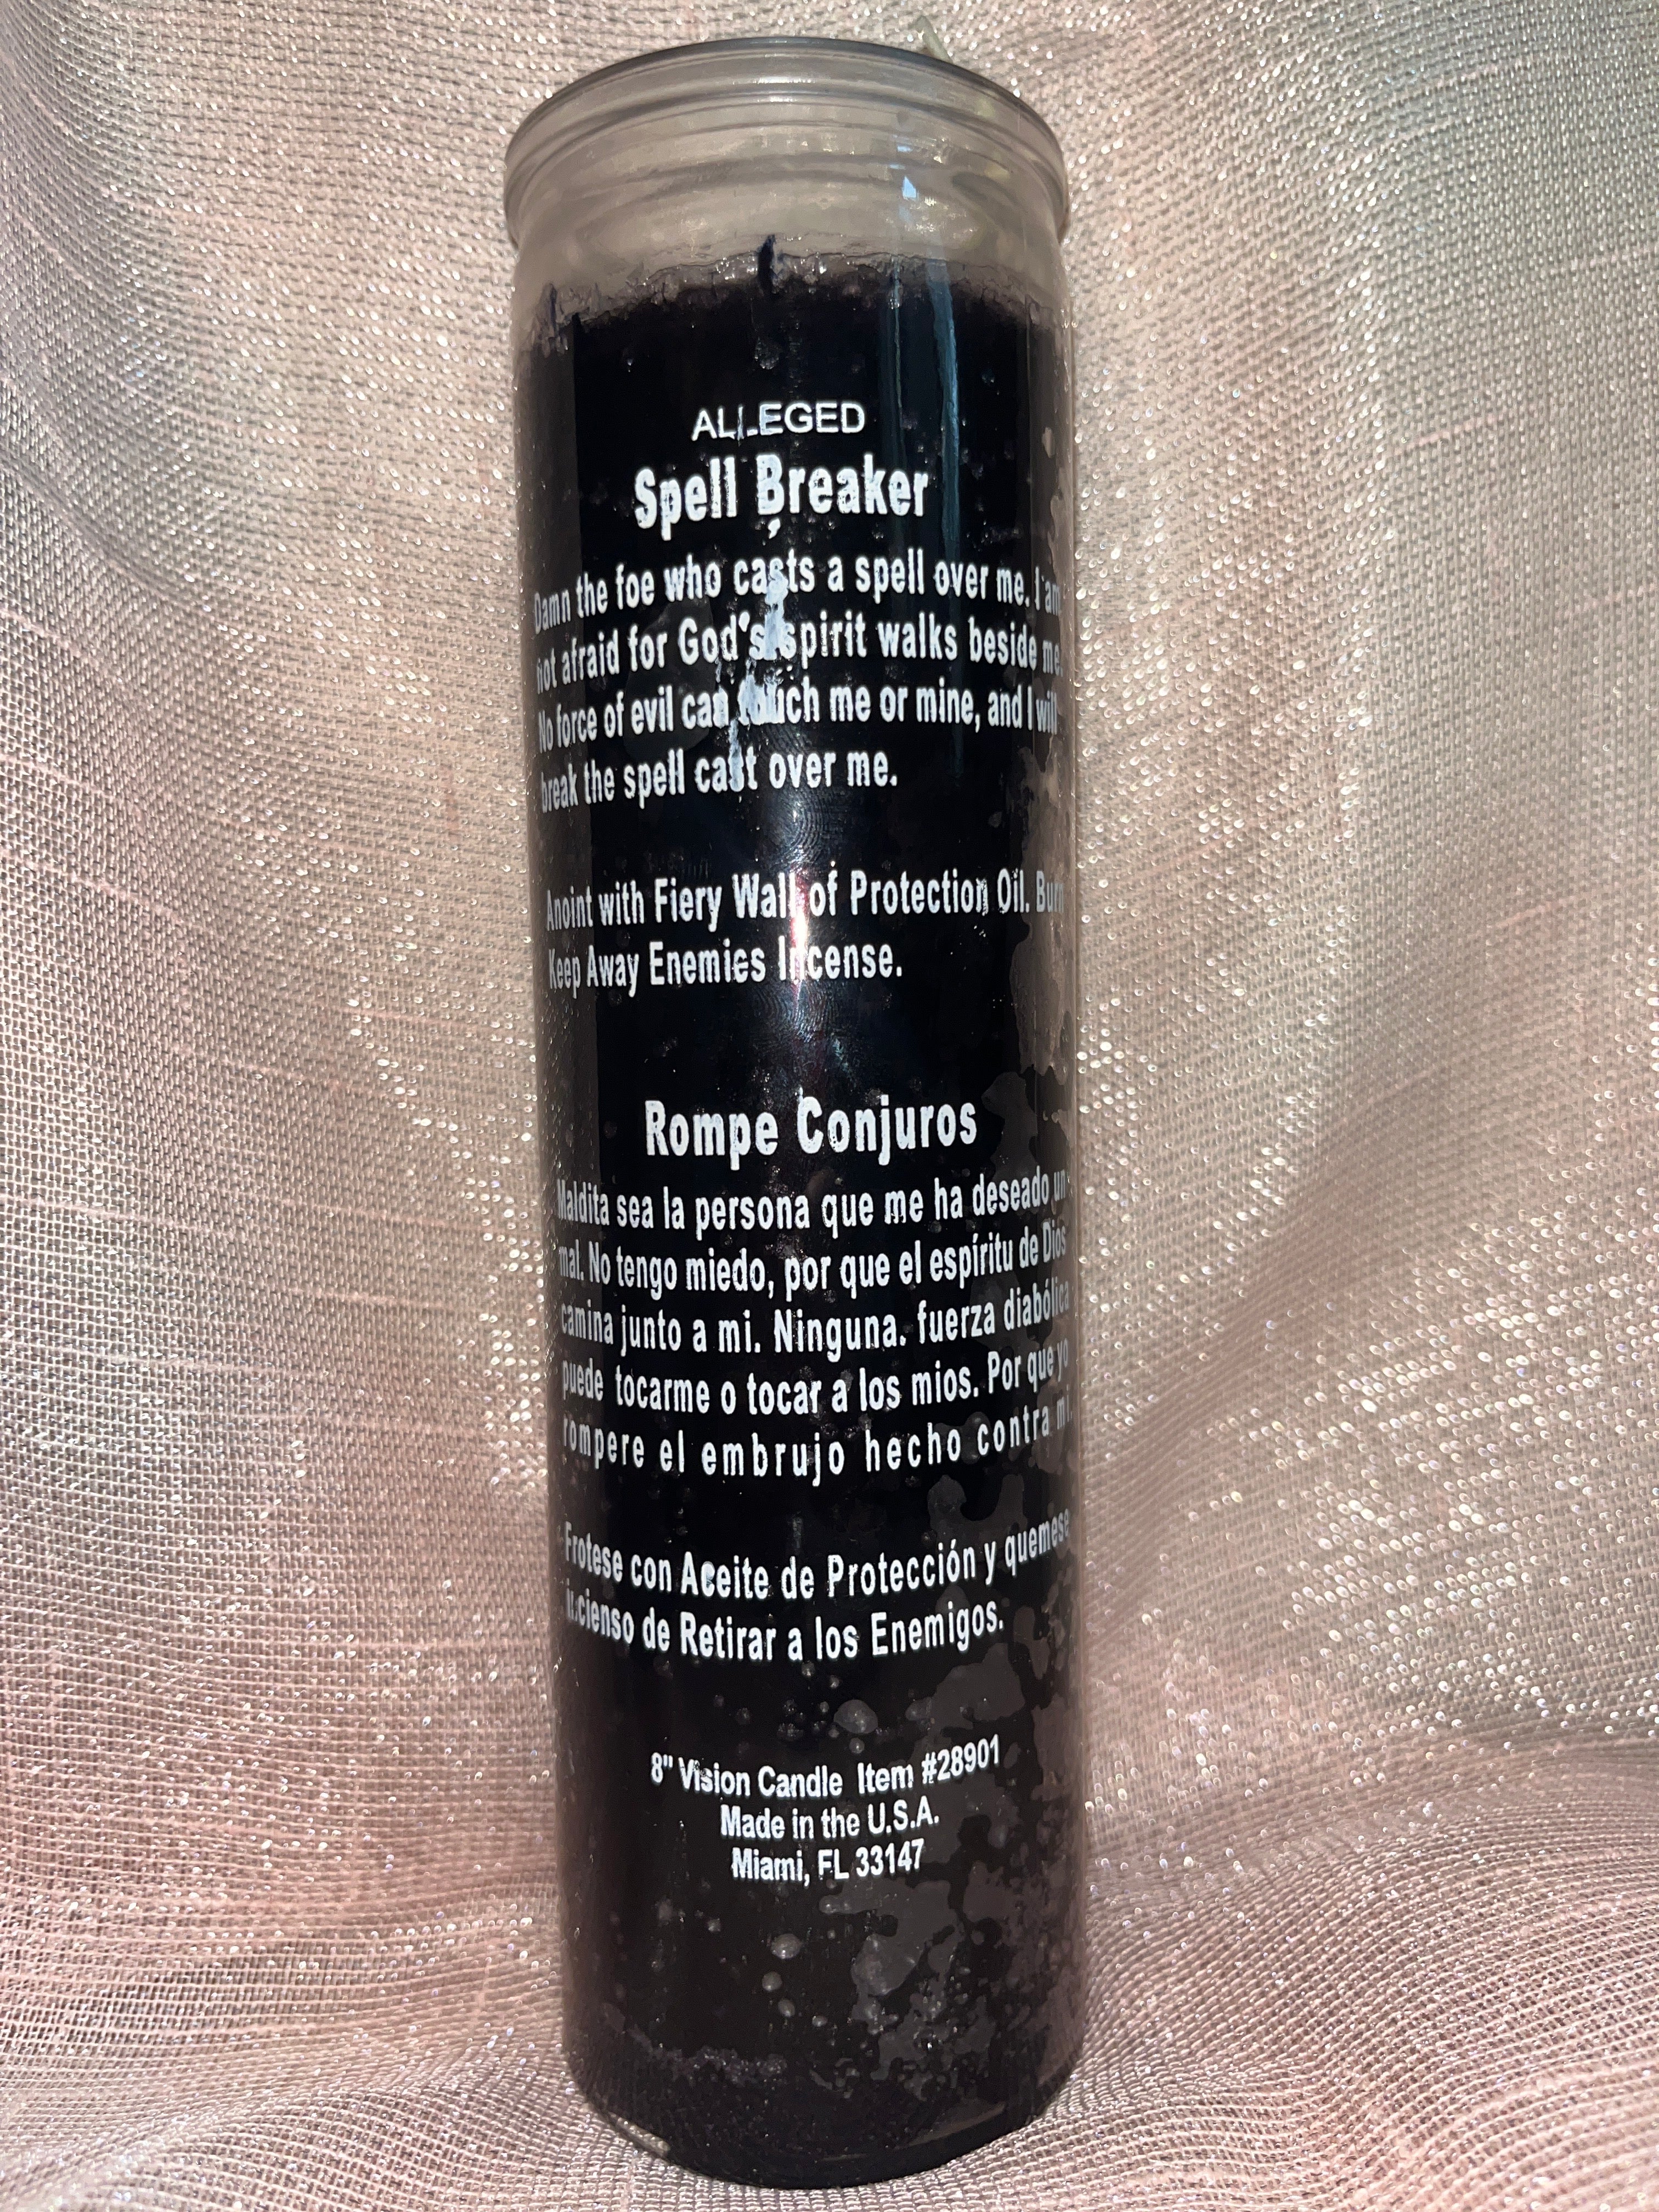 ALLEGED
Spell Breaker
Damn the foe who casts a spell over me. I am
not afraid for God's spirit walks beside me.
No force of evil can touch me or mine, and I will
break the spell cast over me.
Anoint with Fiery Wall of Protection Oil. Burn
Keep Away Enemies Incense.
Rompe Conjuros
Maldita sea la persona que me ha deseado un
mal. No tengo miedo, por que el espíritu de Dios
camina junto a mi. Ninguna. fuerza diabólica
puede tocarme o tocar a los mios. Por que yo
rompere el embrujo hecho contra mi.
Frotese con Aceite de Protección y quemese
incienso de Retirar a los Enemigos.
8" Vision Candle Item #28901
Made in the U.S.A.
Miami, FL 33147